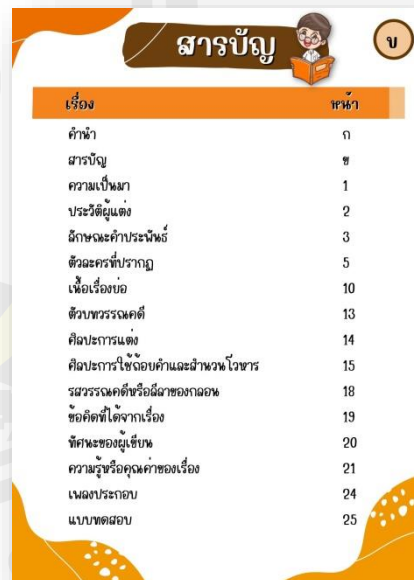 สารบัญ
ข
เรื่อง หน้า
คำนำ ก
สารบัญ ข
ความเป็นมา 1
ประวัติผู้แต่ง 2
ลักษณะคำประพันธ์ 3
ตัวละครที่ปรากฏ 5
เนื้อเรื่องย่อ 10
ตัวบทวรรณคดี 13
ศิลปะการแต่ง 14
ศิลปะการใช้ถ้อยคำและสำนวนโวหาร 15
รสวรรณคดีหรือลีลาของกลอน 18
ข้อคิดที่ได้จากเรื่อง 19
ทัศนะของผู้เขียน 20
ความรู้หรือคุณค่าของเรื่อง 21
เพลงประกอบ 24
แบบทดสอบ 25